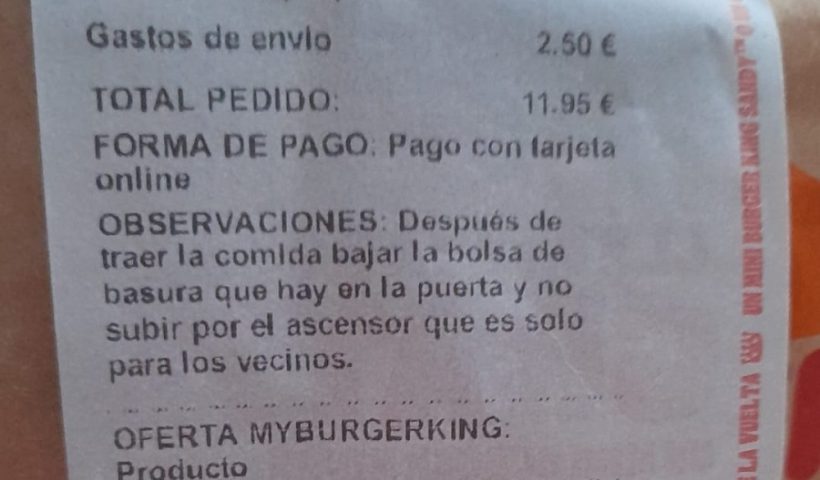 Gastos de envio 2.50 €
TOTAL PEDIDO: 11.95 €
FORMA DE PAGO: Pago con tarjeta
online
OBSERVACIONES: Después de
traer la comida bajar la bolsa de
basura que hay en la puerta y no
subir por el ascensor que es solo
para los vecinos.
OFERTA MYBURGERKING:
Producto
LA VUELTA